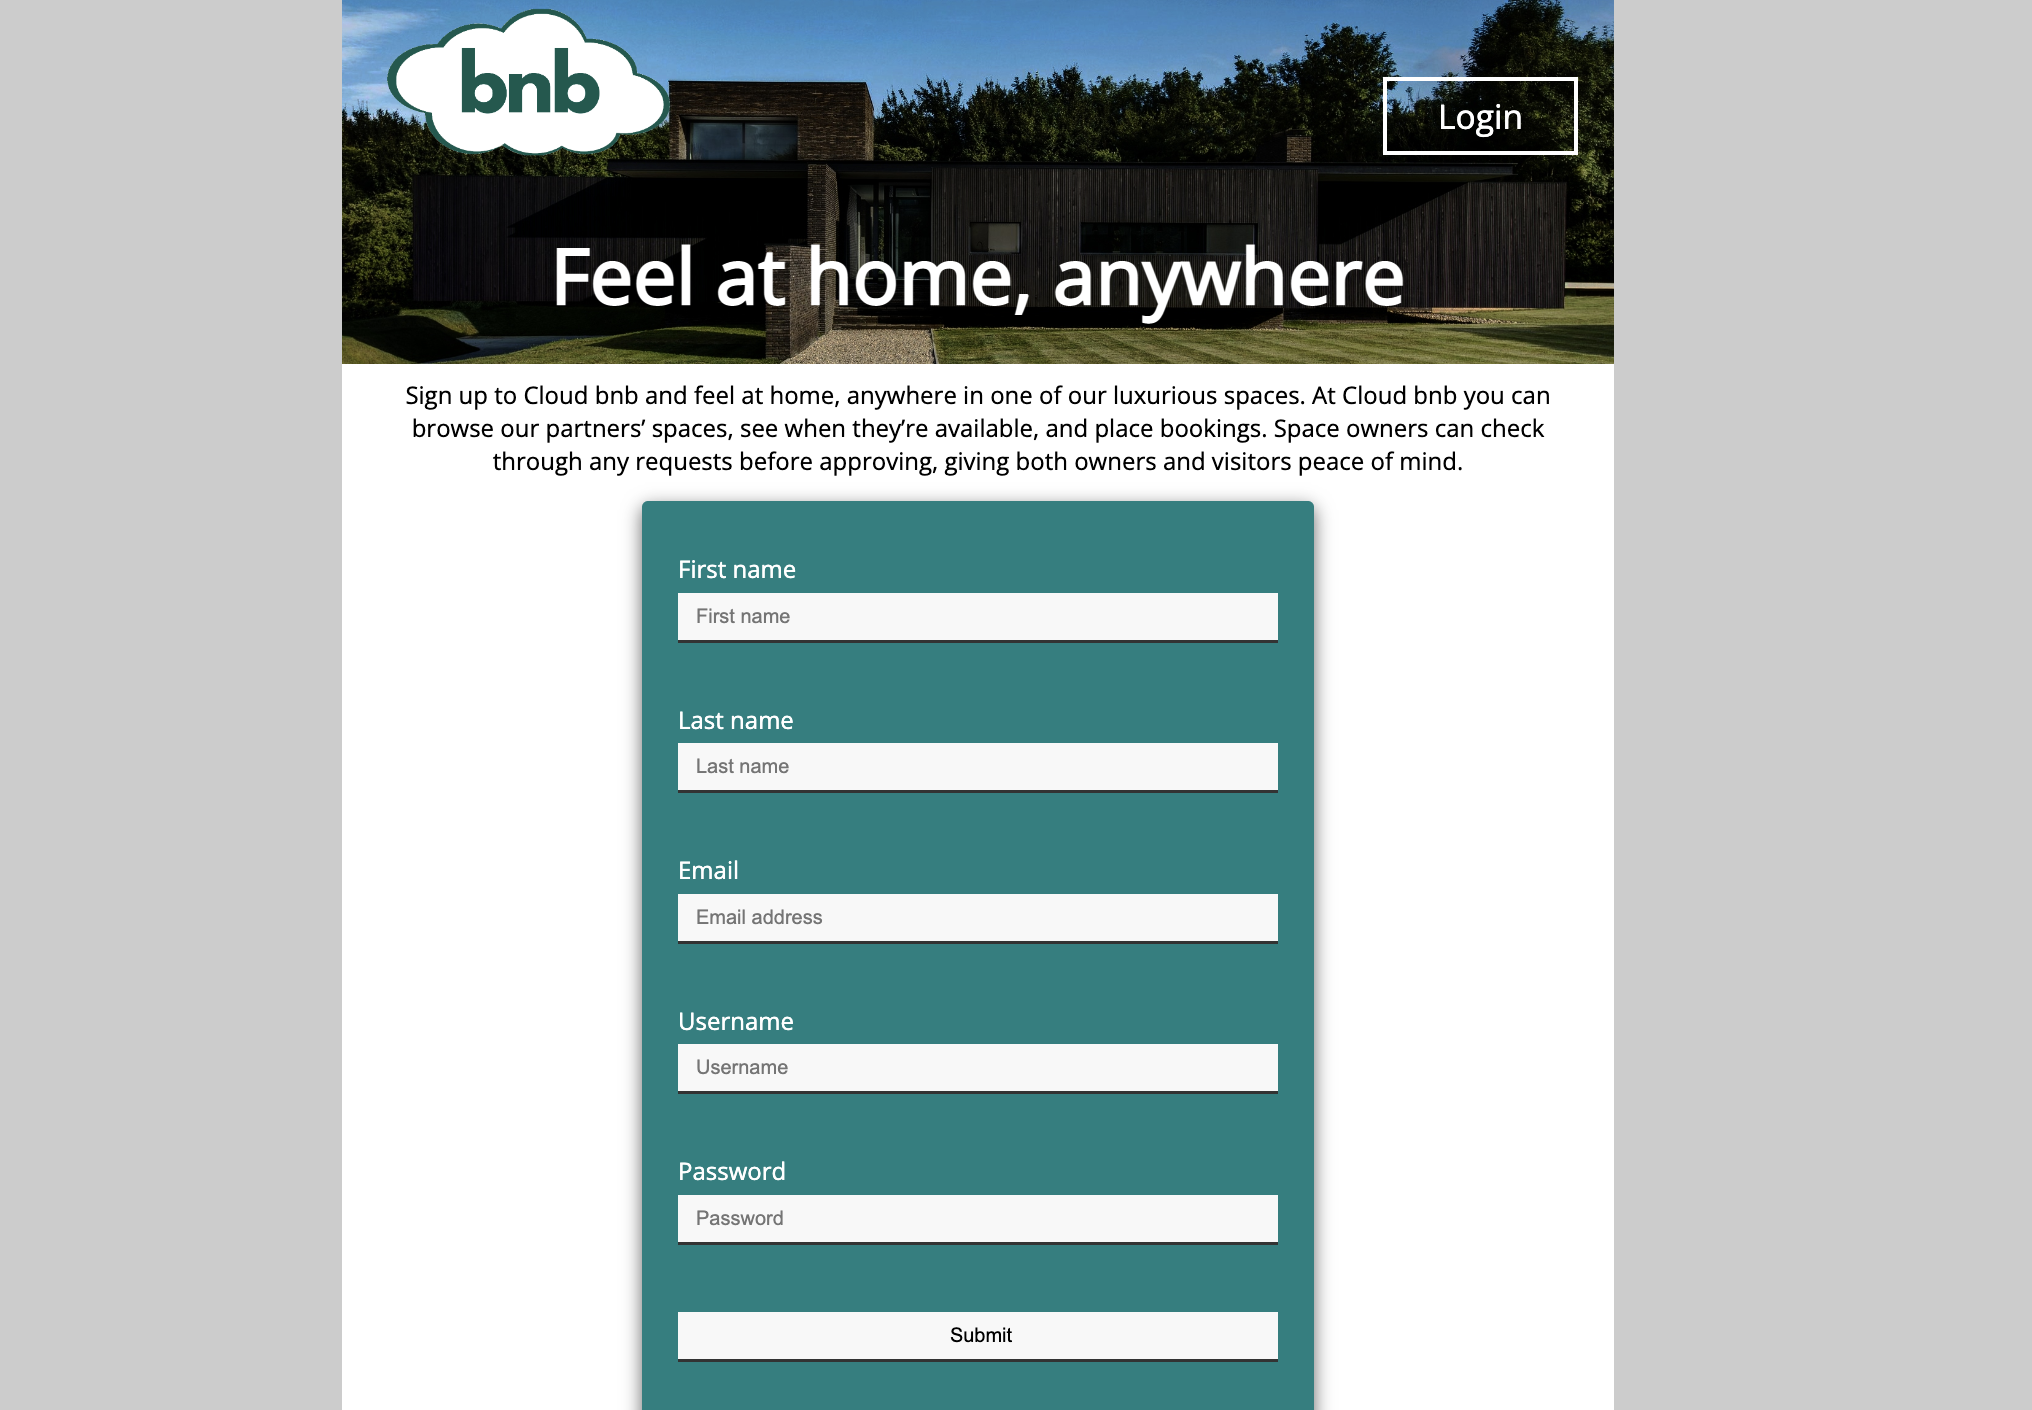 bnb
Login
Feel at home, anywhere
Sign up to Cloud bnb and feel at home, anywhere in one of our luxurious spaces. At Cloud bnb you can
browse our partners’ spaces, see when they’re available, and place bookings. Space owners can check
through any requests before approving, giving both owners and visitors peace of mind.
First name
First name
Last name
Last name
Email
Email address
Username
Username
Password
Password
Submit